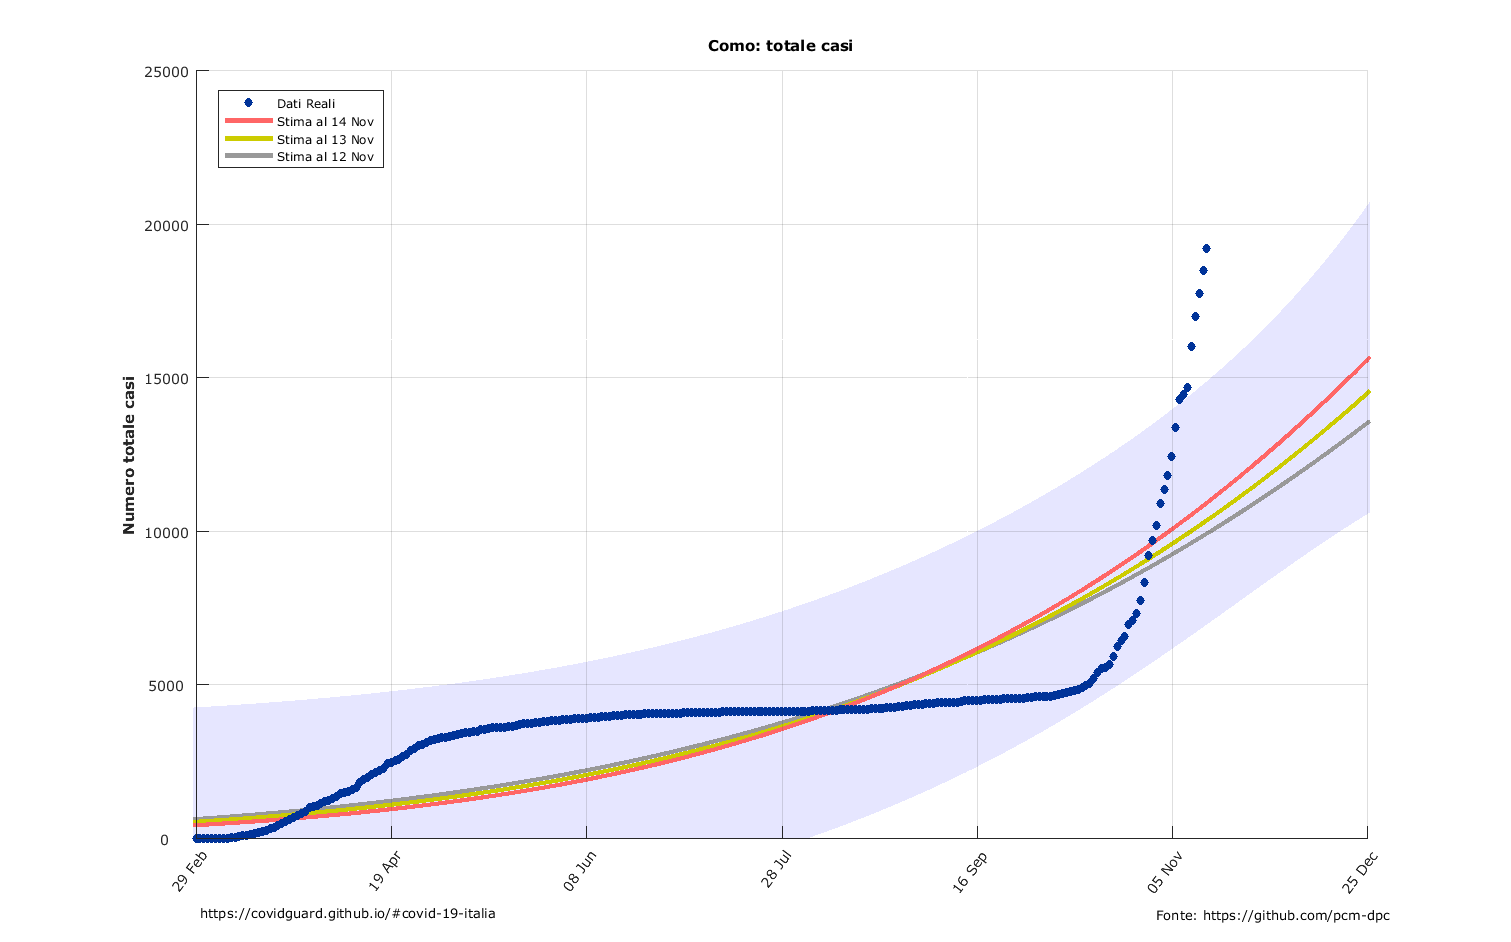 Como: totale casi
25000
20000
15000
10000
5000
0
Numero totale casi
Dati Reali
Stima al 14 Nov
Stima al 13 Nov
Stima al 12 Nov
29 Feb
19 Apr
08 Jun
28 Jul
16 Sep
05 Nov
25 Dec
https://covidguard.github.io/#covid-19-italia
Fonte: https://github.com/pcm-dpc